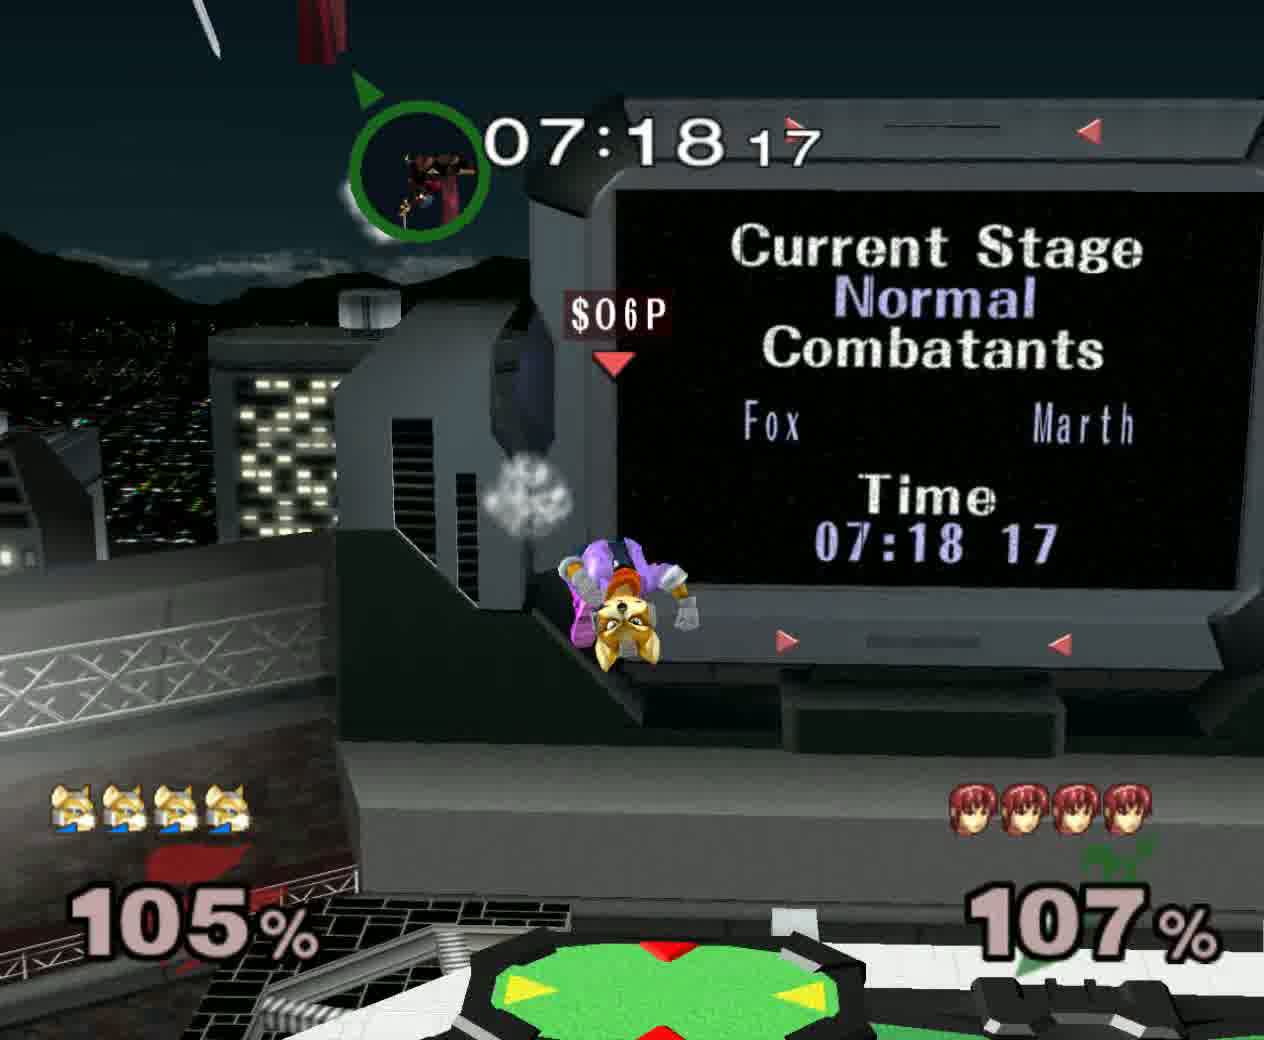 07:18 17
Current Stage
Normal
$06P
Combatants
Fox Marth
Time
07:18 17
105%
107%